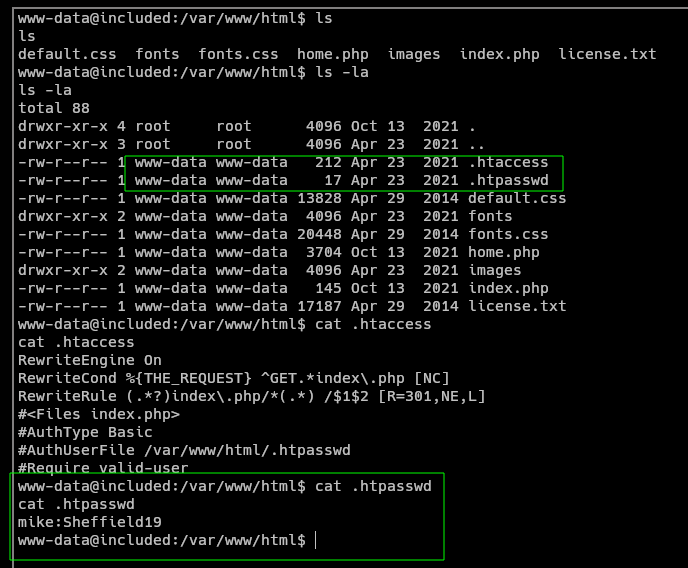 www-data@included:/var/www/html$ ls
ls
default.css  fonts  fonts.css  home.php  images  index.php  license.txt
www-data@included:/var/www/html$ ls -la
ls -la
total 88
drwxr-xr-x 4 root     root      4096 Oct 13  2021 .
drwxr-xr-x 3 root     root      4096 Apr 23  2021 ..
-rw-r--r-- 1 www-data www-data   212 Apr 23  2021 .htaccess
-rw-r--r-- 1 www-data www-data    17 Apr 23  2021 .htpasswd
-rw-r--r-- 1 www-data www-data 13828 Apr 29  2014 default.css
drwxr-xr-x 2 www-data www-data  4096 Apr 23  2021 fonts
-rw-r--r-- 1 www-data www-data 20448 Apr 29  2014 fonts.css
-rw-r--r-- 1 www-data www-data  3704 Oct 13  2021 home.php
drwxr-xr-x 2 www-data www-data  4096 Apr 23  2021 images
-rw-r--r-- 1 www-data www-data   145 Oct 13  2021 index.php
-rw-r--r-- 1 www-data www-data 17187 Apr 29  2014 license.txt
www-data@included:/var/www/html$ cat .htaccess
cat .htaccess
RewriteEngine On
RewriteCond %{THE_REQUEST} ^GET.*index\.php [NC]
RewriteRule (.*?)index\.php/*(.*) /$1$2 [R=301,NE,L]
#<Files index.php>
#AuthType Basic
#AuthUserFile /var/www/html/.htpasswd
#Require valid-user
www-data@included:/var/www/html$ cat .htpasswd
cat .htpasswd
mike:Sheffield19
www-data@included:/var/www/html$